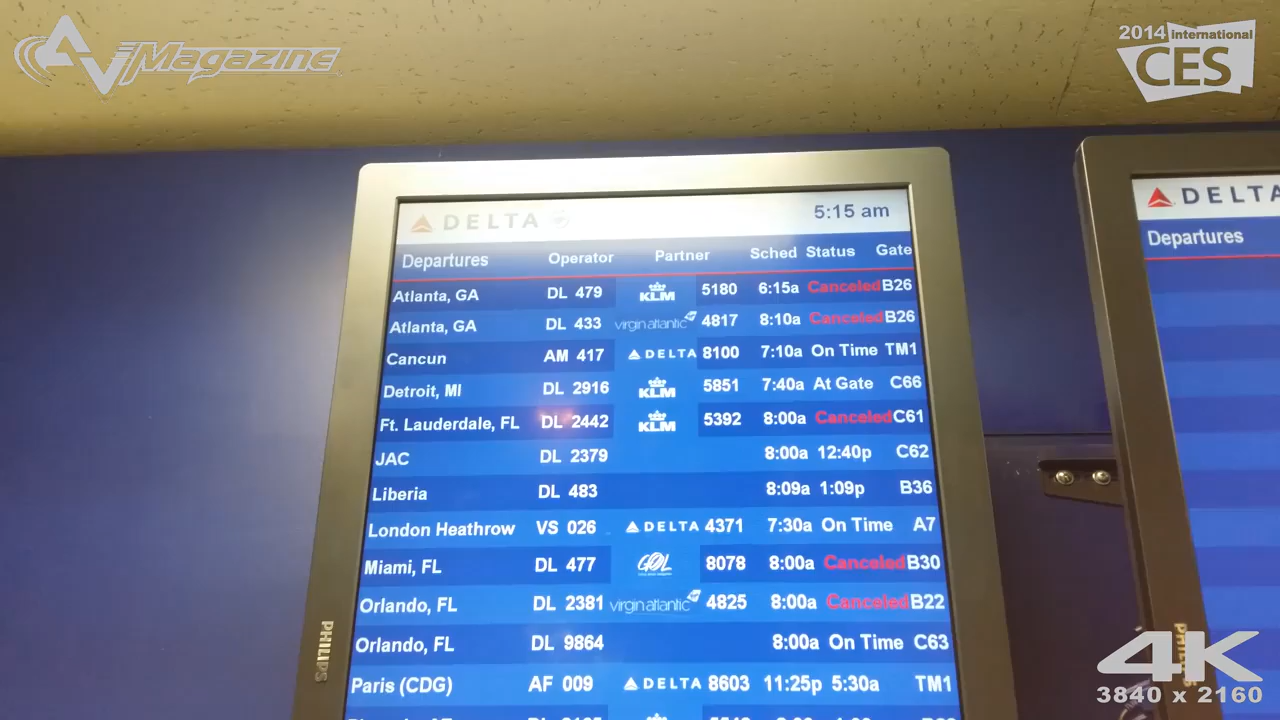 AV Magazine
2014 International
CES
DELTA
5:15 am
Departures Operator Partner Sched Status Gate
Atlanta, GA DL 479 KLM 5180 6:15a Canceled B26
Atlanta, GA DL 433 virgin atlantic 4817 8:10a Canceled B26
Cancun AM 417 DELTA 8100 7:10a On Time TM1
Detroit, MI DL 2916 KLM 5851 7:40a At Gate C66
Ft. Lauderdale, FL DL 2442 KLM 5392 8:00a Canceled C61
JAC DL 2379 8:00a 12:40p C62
Liberia DL 483 8:09a 1:09p B36
London Heathrow VS 026 DELTA 4371 7:30a On Time A7
Miami, FL DL 477 GOL 8078 8:00a Canceled B30
Orlando, FL DL 2381 virgin atlantic 4825 8:00a Canceled B22
Orlando, FL DL 9864 8:00a On Time C63
Paris (CDG) AF 009 DELTA 8603 11:25p 5:30a TM1
PHILIPS
DELTA
Departures
4K
3840 x 2160